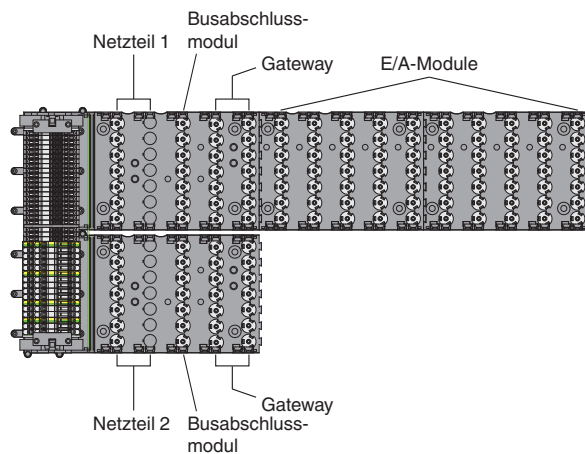 Busabschluss-
modul
Netzteil 1
Gateway
E/A-Module
Gateway
Netzteil 2
Busabschluss-
modul